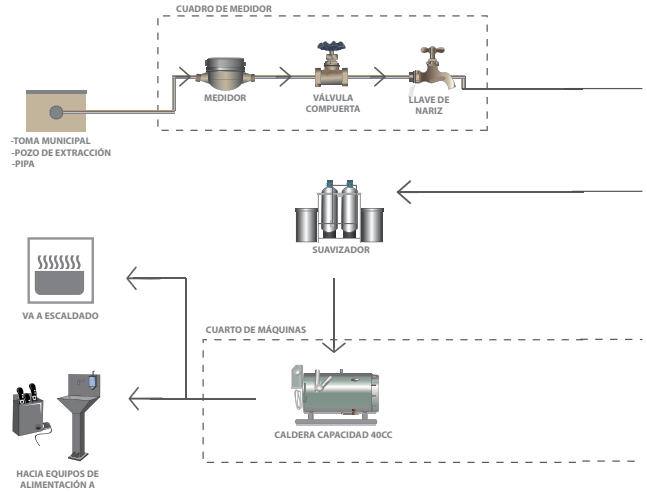 CUADRO DE MEDIDOR
MEDIDOR
VÁLVULA
COMPUERTA
LLAVE DE
NARIZ
-TOMA MUNICIPAL
-POZO DE EXTRACCIÓN
-PIPA
SUAVIZADOR
VA A ESCALDADO
CUARTO DE MÁQUINAS
CALDERA CAPACIDAD 40CC
HACIA EQUIPOS DE
ALIMENTACIÓN A